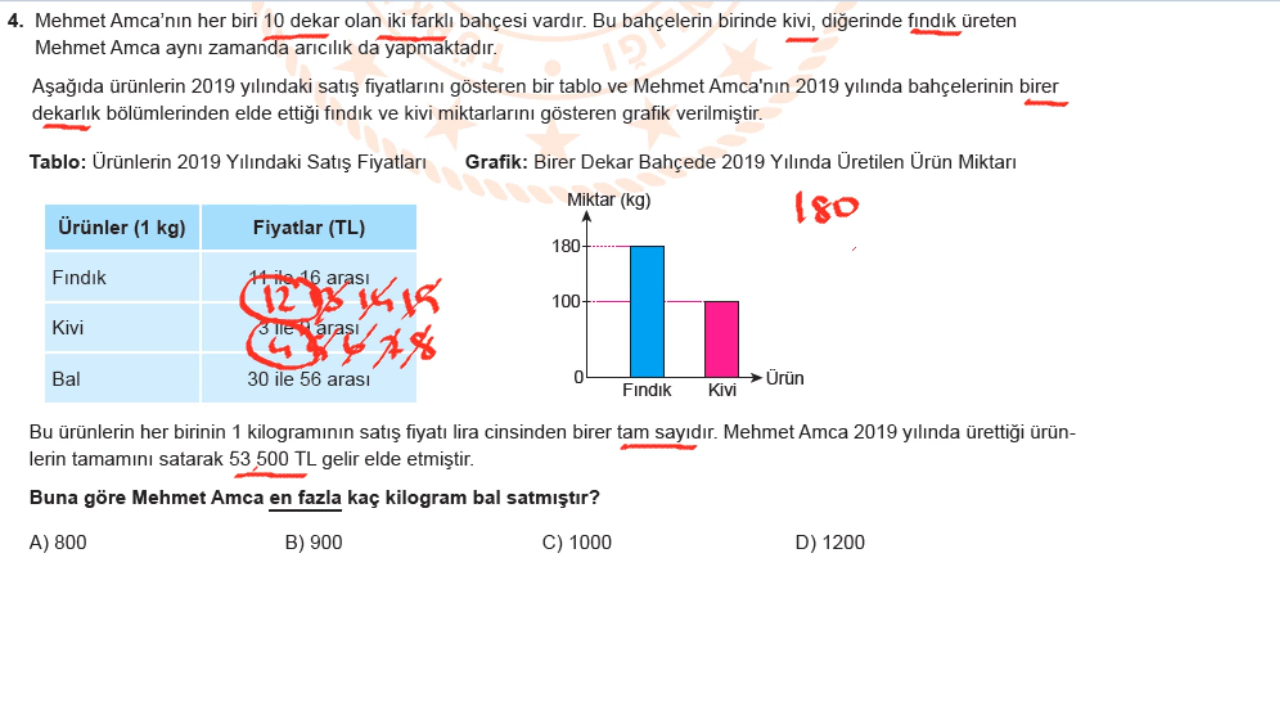 4. Mehmet Amca'nın her biri 10 dekar olan iki farklı bahçesi vardır. Bu bahçelerin birinde kivi, diğerinde fındık üreten
Mehmet Amca aynı zamanda arıcılık da yapmaktadır.
Aşağıda ürünlerin 2019 yılındaki satış fiyatlarını gösteren bir tablo ve Mehmet Amca'nın 2019 yılında bahçelerinin birer
dekarlık bölümlerinden elde ettiği fındık ve kivi miktarlarını gösteren grafik verilmiştir.
Tablo: Ürünlerin 2019 Yılındaki Satış Fiyatları
Ürünler (1 kg) Fiyatlar (TL)
Fındık 11 ile 16 arası
12 13 14 15
Kivi 3 ile 9 arası
4 5 6 7 8
Bal 30 ile 56 arası
Grafik: Birer Dekar Bahçede 2019 Yılında Üretilen Ürün Miktarı
Miktar (kg)
180
180
100
0
Fındık Kivi
Ürün
Bu ürünlerin her birinin 1 kilogramının satış fiyatı lira cinsinden birer tam sayıdır. Mehmet Amca 2019 yılında ürettiği ürün-
lerin tamamını satarak 53 500 TL gelir elde etmiştir.
Buna göre Mehmet Amca en fazla kaç kilogram bal satmıştır?
A) 800 B) 900 C) 1000 D) 1200